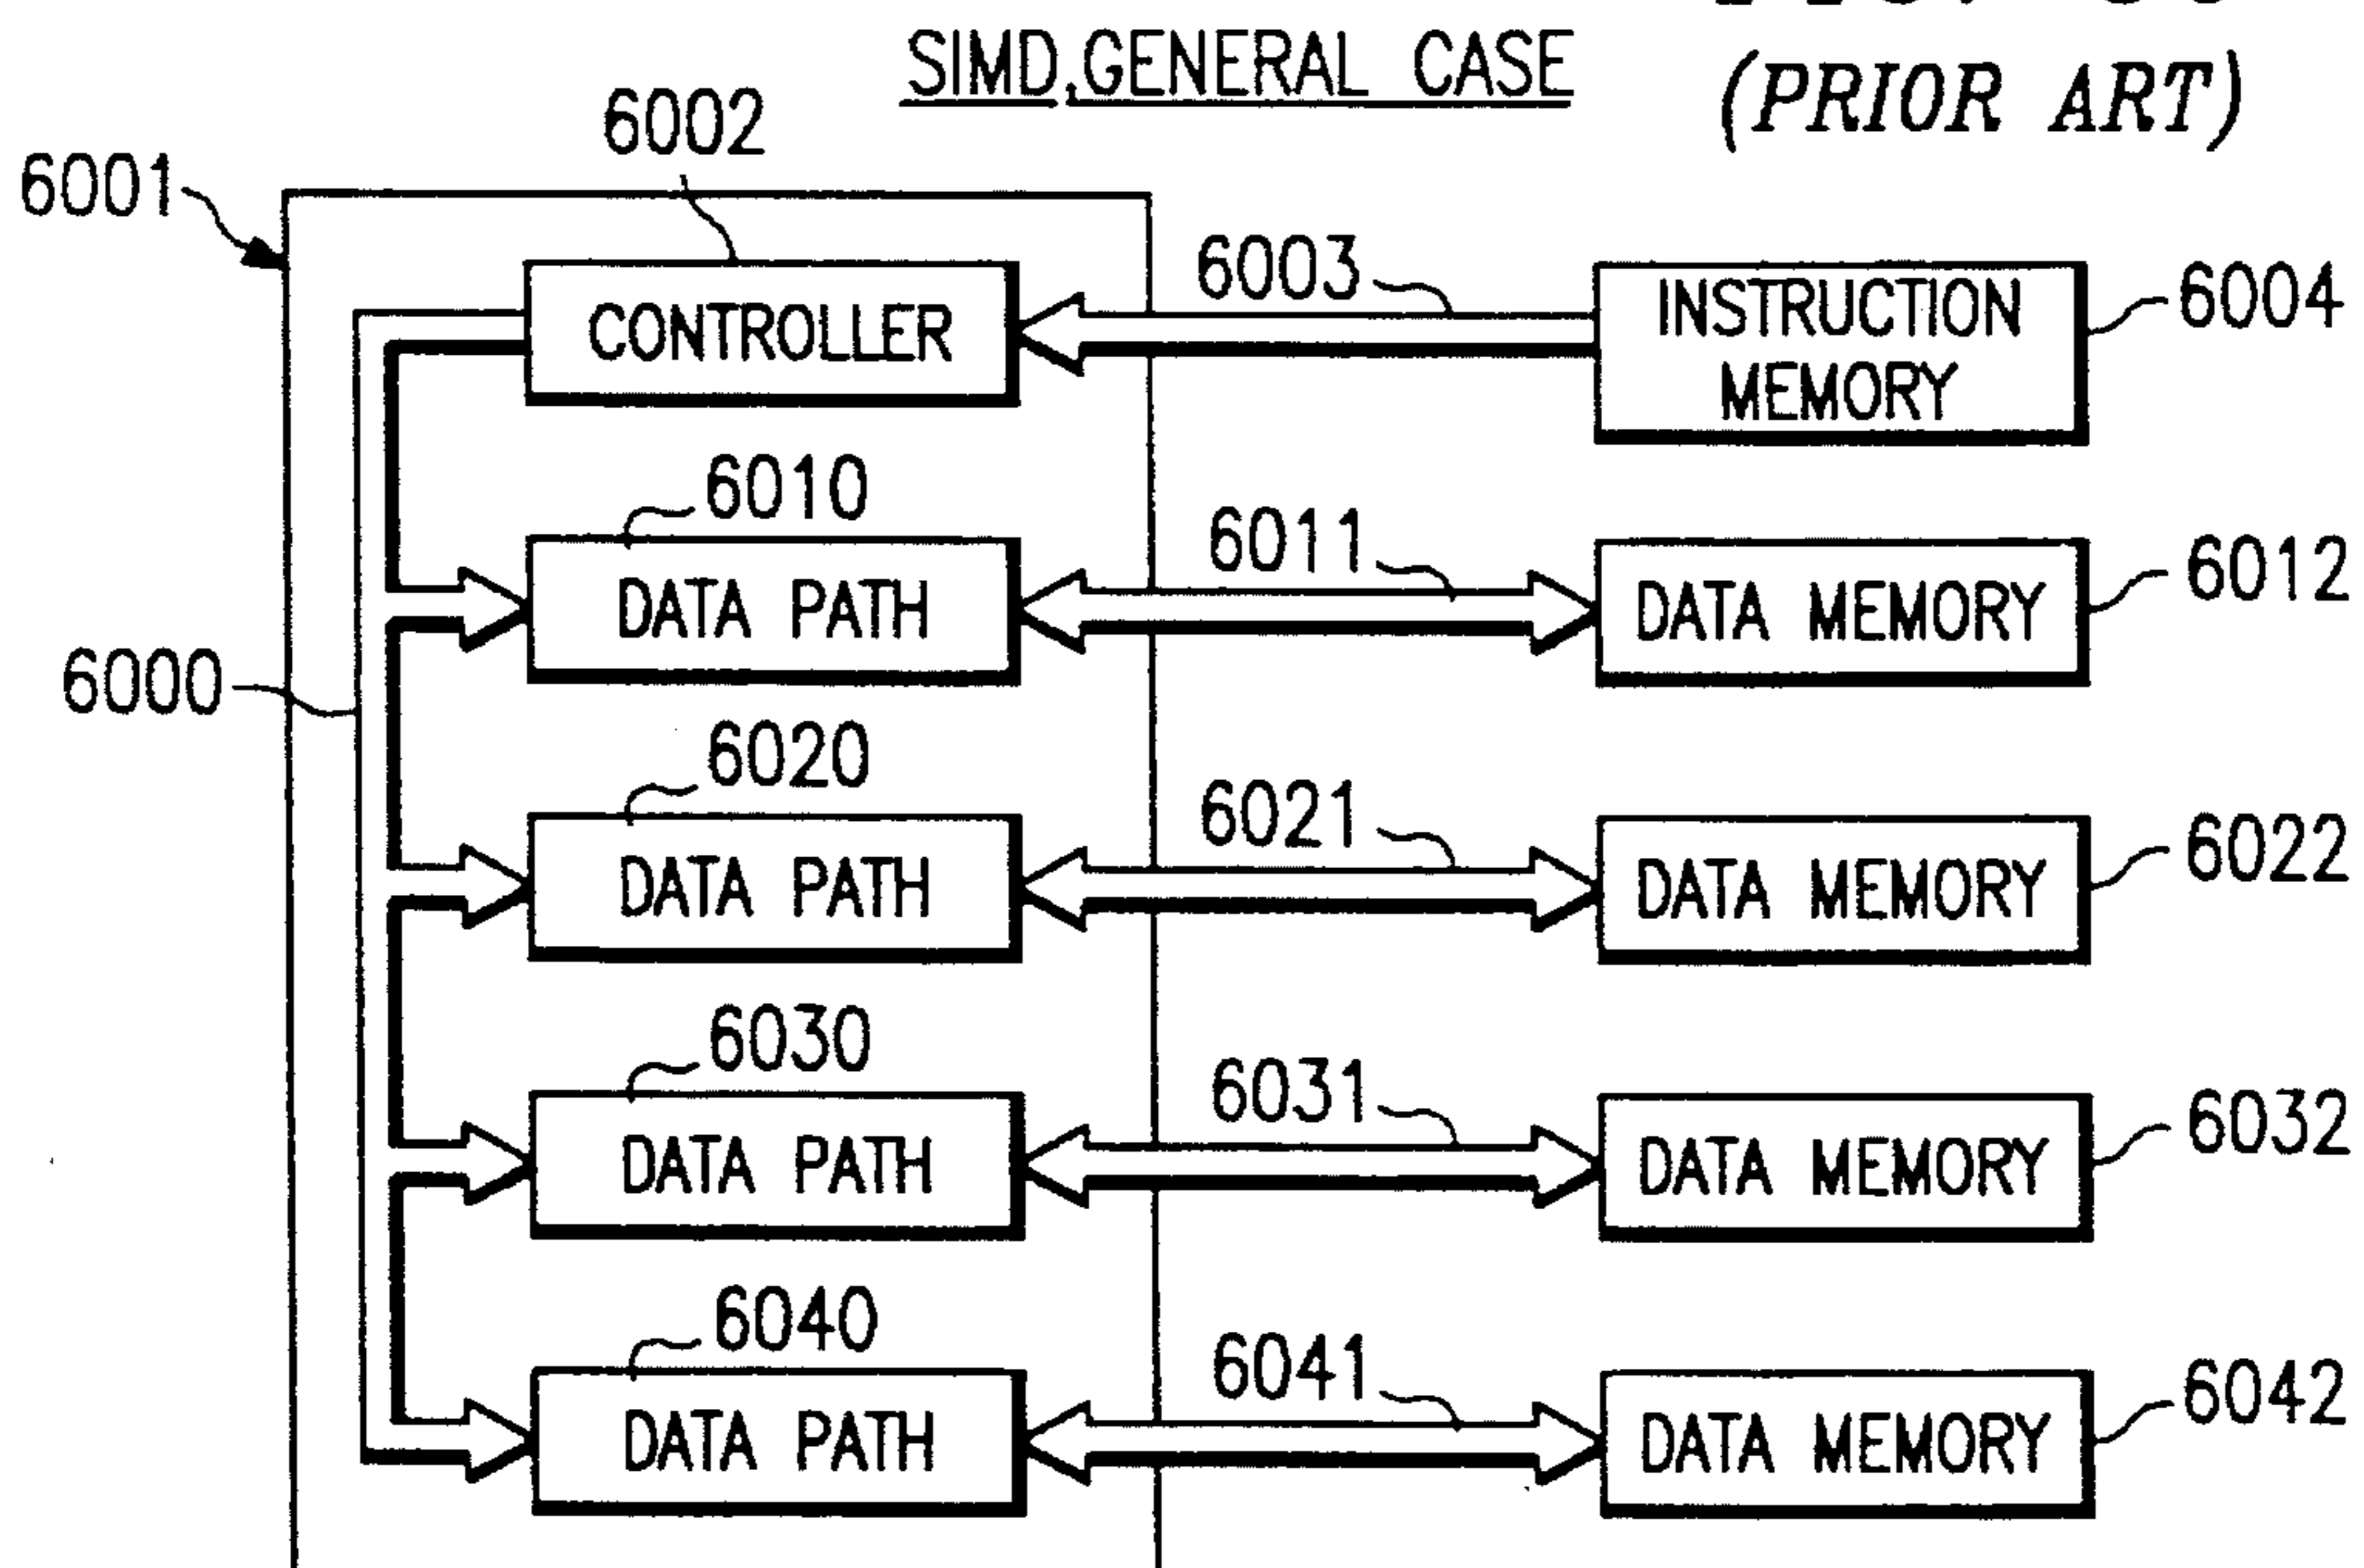 SIMD, GENERAL CASE
(PRIOR ART)
6001
6002
CONTROLLER
6003
INSTRUCTION
MEMORY
6004
6010
DATA PATH
6011
DATA MEMORY
6012
6000
6020
DATA PATH
6021
DATA MEMORY
6022
6030
DATA PATH
6031
DATA MEMORY
6032
6040
DATA PATH
6041
DATA MEMORY
6042